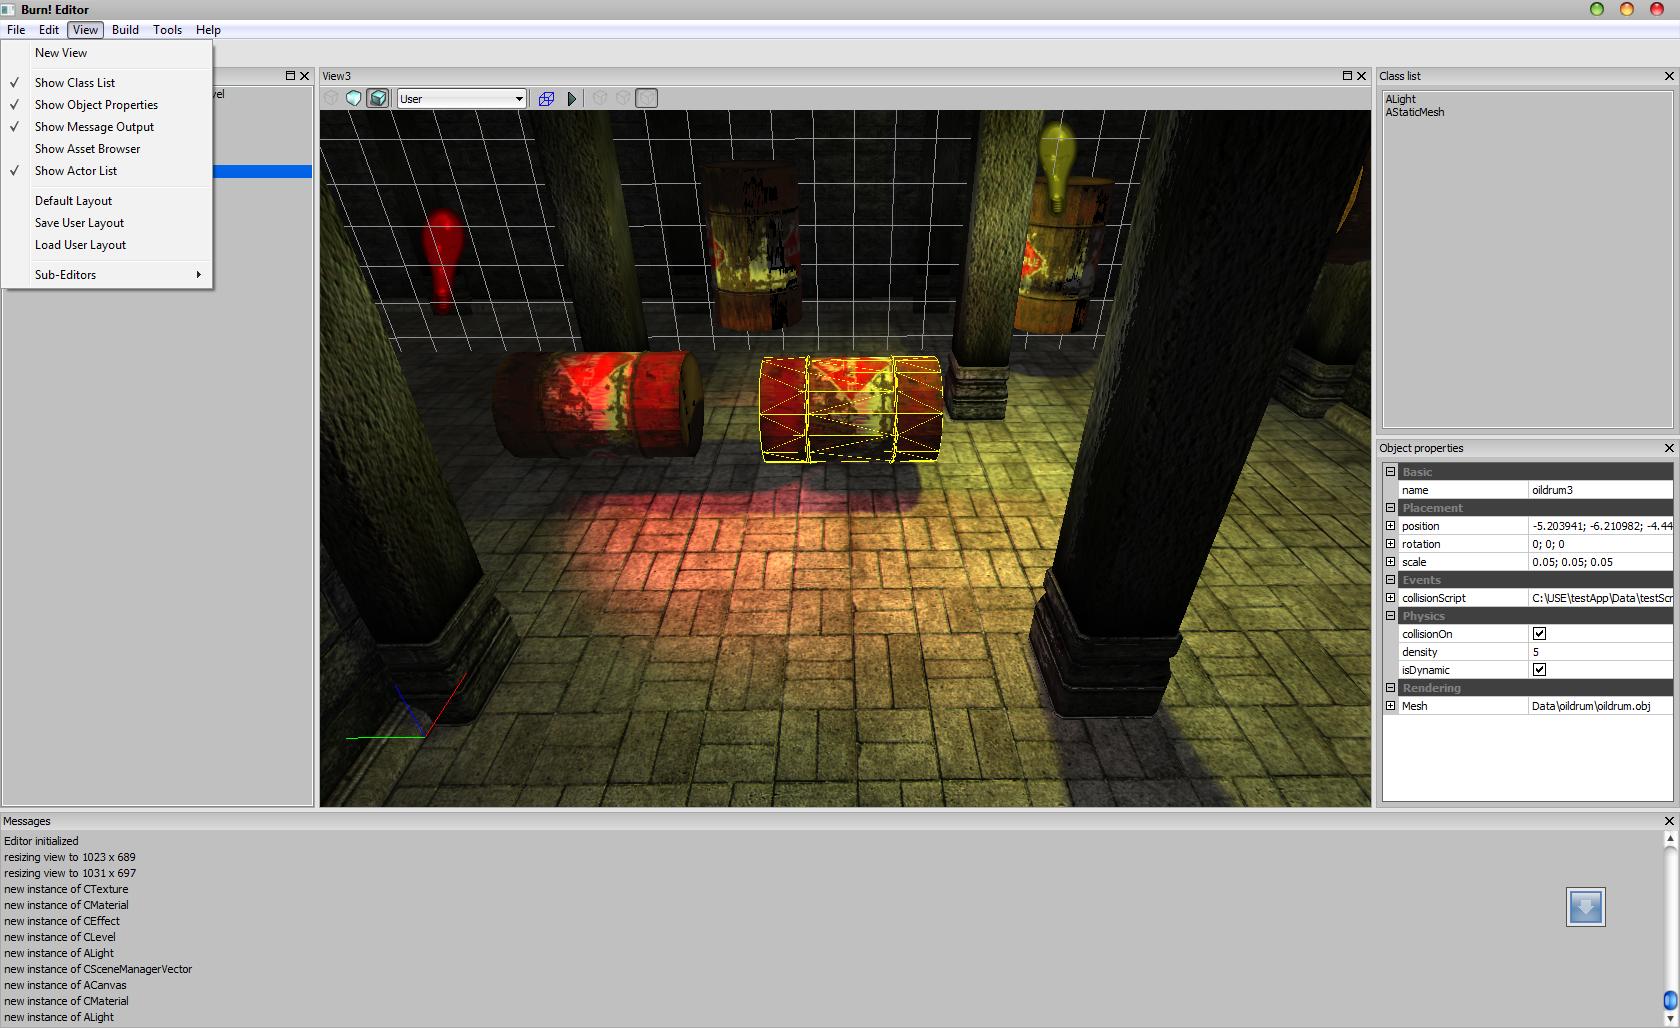 Burn! Editor
File Edit View Build Tools Help
New View
Show Class List
Show Object Properties
Show Message Output
Show Asset Browser
Show Actor List
Default Layout
Save User Layout
Load User Layout
Sub-Editors
View3
User
Class list
ALight
AStaticMesh
Object properties
Basic
name oildrum3
Placement
position -5.203941; -6.210982; -4.44
rotation 0; 0; 0
scale 0.05; 0.05; 0.05
Events
collisionScript C:\USE\testApp\Data\testScr
Physics
collisionOn
density 5
isDynamic
Rendering
Mesh Data\oildrum\oildrum.obj
Messages
Editor initialized
resizing view to 1023 x 689
resizing view to 1031 x 697
new instance of CTexture
new instance of CMaterial
new instance of CEffect
new instance of CLevel
new instance of ALight
new instance of CSceneManagerVector
new instance of ACanvas
new instance of CMaterial
new instance of ALight